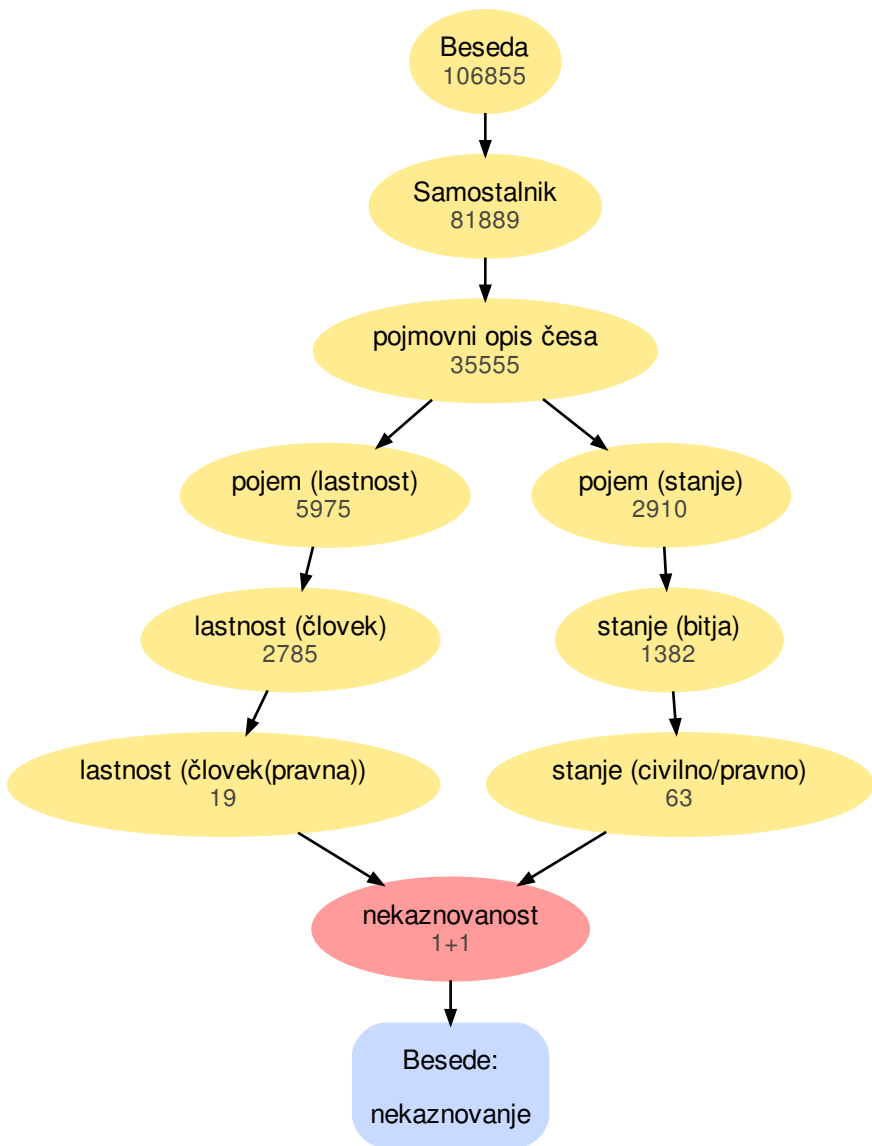 Beseda
106855
Samostalnik
81889
pojmovni opis česa
35555
pojem (lastnost)
5975
pojem (stanje)
2910
lastnost (človek)
2785
stanje (bitja)
1382
lastnost (človek(pravna))
19
stanje (civilno/pravno)
63
nekaznovanost
1+1
Besede:
nekaznovanje